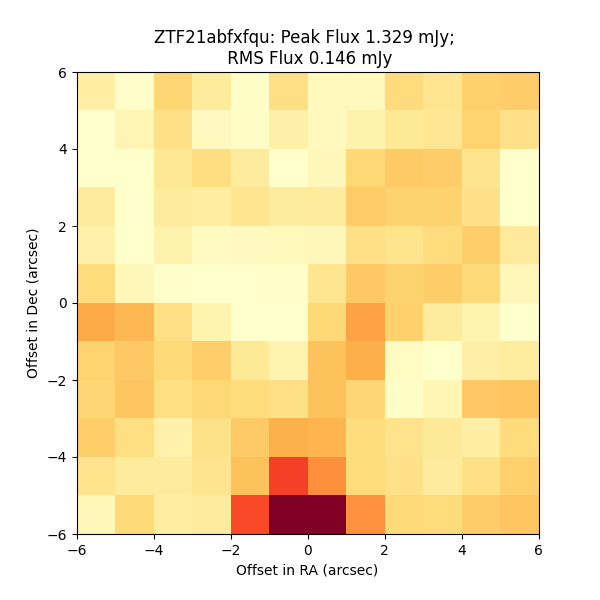 ZTF21abfxfqu: Peak Flux 1.329 mJy;
RMS Flux 0.146 mJy
6
4
2
0
−2
−4
−6
Offset in Dec (arcsec)
−6 −4 −2 0 2 4 6
Offset in RA (arcsec)